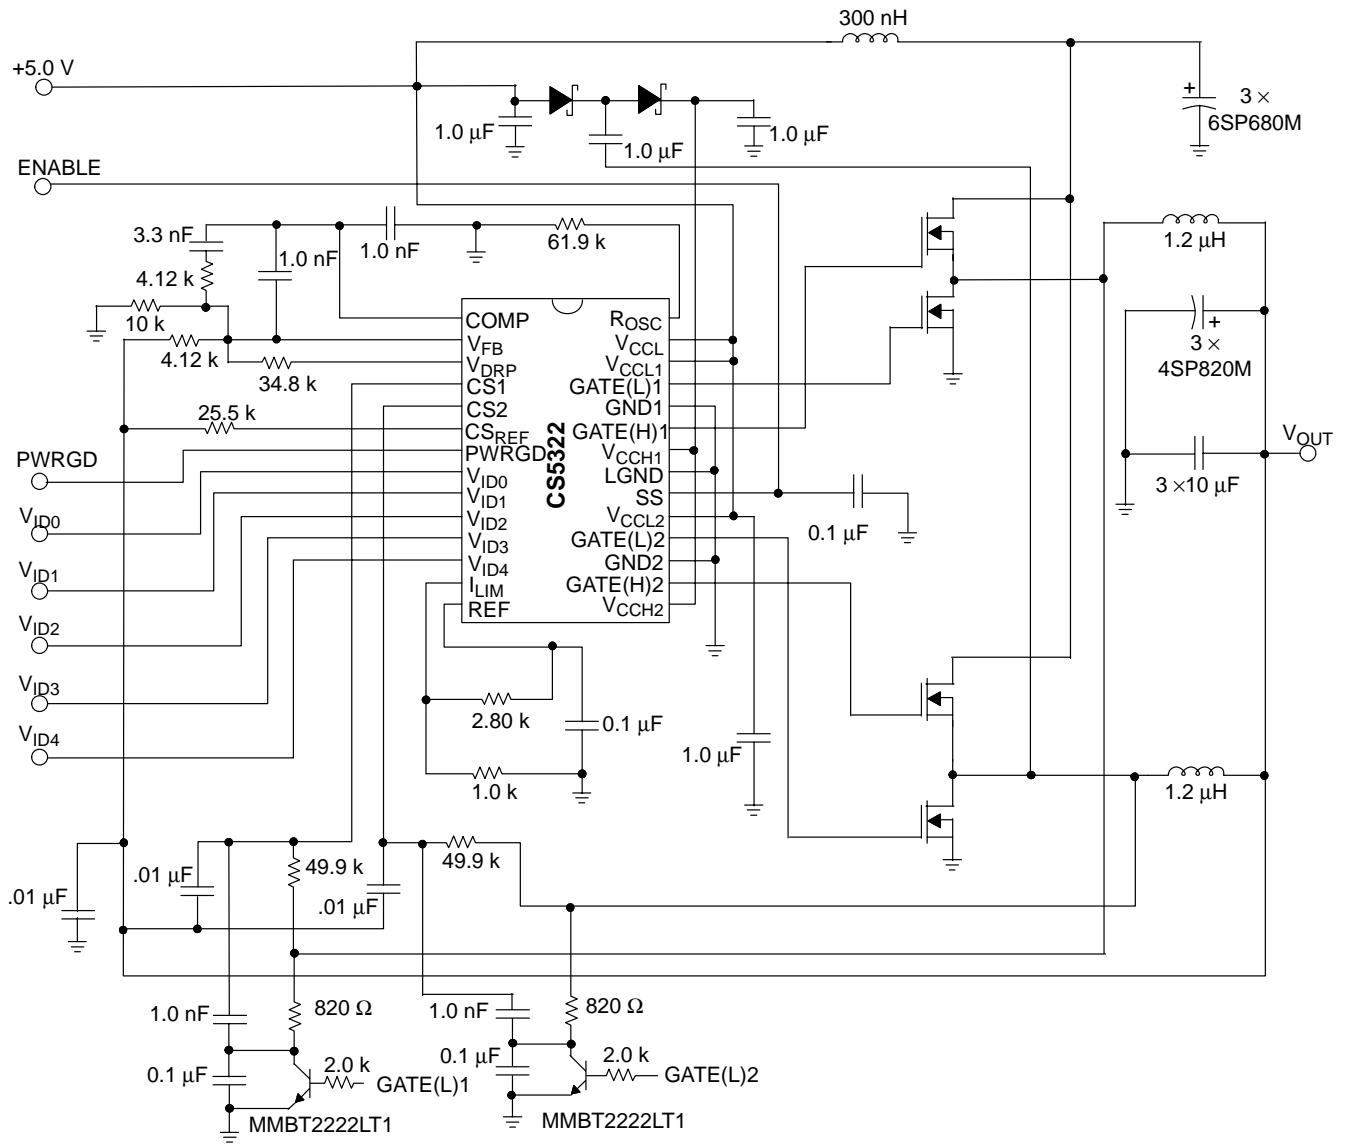 300 nH
+5.0 V
3 ×
6SP680M
1.0 μF
1.0 μF
1.0 μF
ENABLE
3.3 nF
1.0 nF
1.0 nF
61.9 k
1.2 μH
4.12 k
10 k
4.12 k
34.8 k
25.5 k
3 ×
4SP820M
COMP
VFB
VDRP
CS1
CS2
CSREF
PWRGD
VID0
VID1
VID2
VID3
VID4
ILIM
REF
CS5322
ROSC
VCCL
VCCL1
GATE(L)1
GND1
GATE(H)1
VCCH1
LGND
SS
VCCL2
GATE(L)2
GND2
GATE(H)2
VCCH2
VOUT
3 ×10 μF
0.1 μF
PWRGD
VID0
VID1
VID2
VID3
VID4
2.80 k
0.1 μF
1.0 k
1.0 μF
1.2 μH
.01 μF
.01 μF
49.9 k
.01 μF
49.9 k
1.0 nF
820 Ω
1.0 nF
820 Ω
0.1 μF
2.0 k
GATE(L)1
0.1 μF
2.0 k
GATE(L)2
MMBT2222LT1
MMBT2222LT1